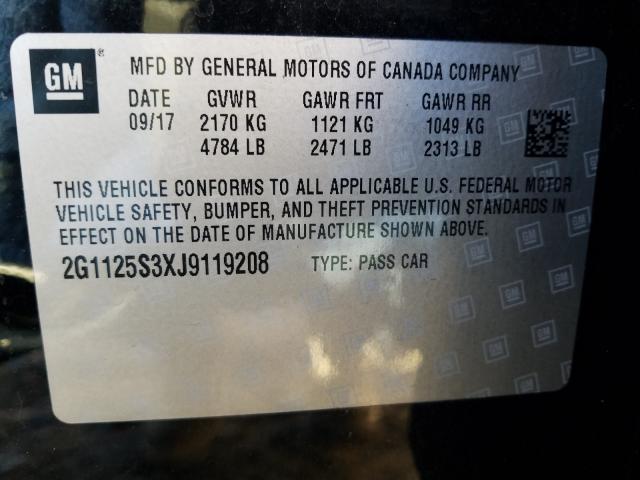 GM
MFD BY GENERAL MOTORS OF CANADA COMPANY
DATE GVWR GAWR FRT GAWR RR
09/17 2170 KG 1121 KG 1049 KG
4784 LB 2471 LB 2313 LB
THIS VEHICLE CONFORMS TO ALL APPLICABLE U.S. FEDERAL MOTOR
VEHICLE SAFETY, BUMPER, AND THEFT PREVENTION STANDARDS IN
EFFECT ON THE DATE OF MANUFACTURE SHOWN ABOVE.
2G1125S3XJ9119208 TYPE: PASS CAR